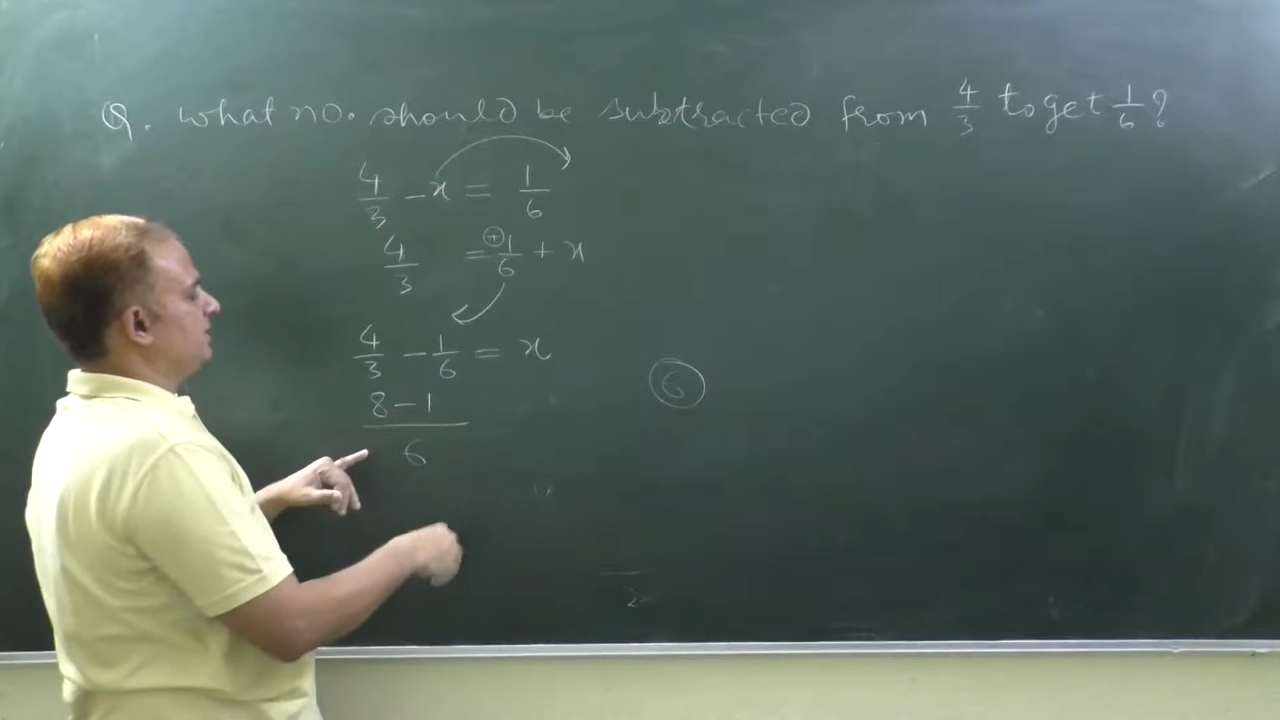 Q. what no. should be subtracted from 4/3 to get 1/6?
4/3 - x = 1/6
4/3 = (+)1/6 + x
4/3 - 1/6 = x
6
8 - 1
6